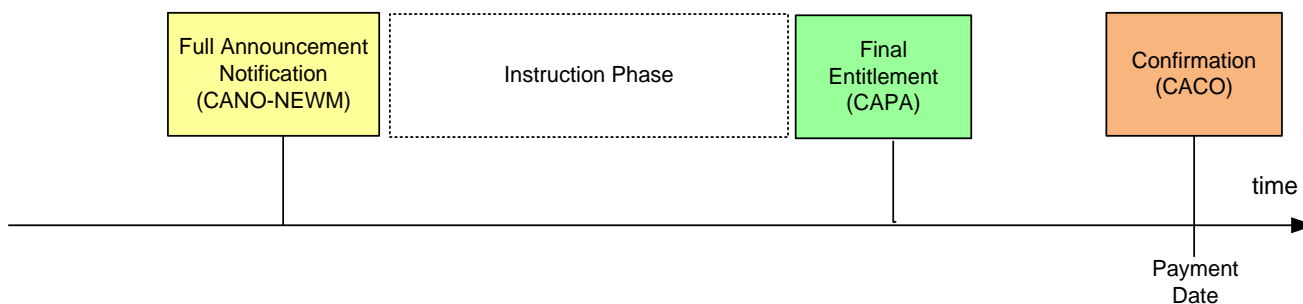 Full Announcement
Notification
(CANO-NEWM)
Instruction Phase
Final
Entitlement
(CAPA)
Confirmation
(CACO)
time
Payment
Date